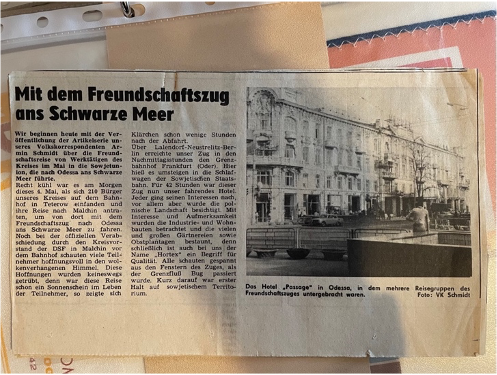 Mit dem Freundschaftszug
ans Schwarze Meer
Wir beginnen heute mit der Ver-
öffentlichung der Artikelserie un-
seres Volkskorrespondenten Ar-
min Schmidt über die Freund-
schaftsreise von Werktätigen des
Kreises im Mai in die Sowjetun-
ion, die nach Odessa ans Schwarze
Meer führte.
Recht kühl war es am Morgen
dieses 4. Mai, als sich 210 Bürger
unseres Kreises auf dem Bahn-
hof in Teterow einfanden und
ihre Reise nach Malchin antra-
ten, um von dort mit dem
Freundschaftszug nach Odessa
ans Schwarze Meer zu fahren.
Noch bei der offiziellen Verab-
schiedung durch den Kreisvor-
stand der DSF in Malchin vor
dem Bahnhof schauten viele Teil-
nehmer hoffnungsvoll in den wol-
kenverhangenen Himmel. Diese
Hoffnungen wurden keineswegs
getrübt, denn war diese Reise
schon ein Sonnenschein im Leben
der Teilnehmer, so zeigte sich
Klärchen schon wenige Stunden
nach der Abfahrt.
Über Lalendorf-Neustrelitz-Ber-
lin erreichte unser Zug in den
Nachmittagsstunden den Grenz-
bahnhof Frankfurt (Oder). Hier
hieß es umsteigen in die Schlaf-
wagen der Sowjetischen Staats-
bahn. Für 42 Stunden war dieser
Zug nun unser fahrendes Hotel.
Jeder ging seinen Interessen nach,
vor allem aber wurde die pol-
nische Landschaft besichtigt. Mit
Interesse und Aufmerksamkeit
wurden die Industrie- und Wohn-
bauten betrachtet und die vielen
und großen Gärtnereien sowie
Obstplantagen bestaunt, denn
schließlich ist auch bei uns der
Name „Hortex" ein Begriff für
Qualität. Alle schauten gespannt
aus den Fenstern des Zuges, als
der Grenzfluß Bug passiert
wurde. Kurz darauf war erster
Halt auf sowjetischem Territo-
rium.
Das Hotel „Passage" in Odessa, in dem mehrere Reisegruppen des
Freundschaftszuges untergebracht waren. Foto: VK Schmidt
42